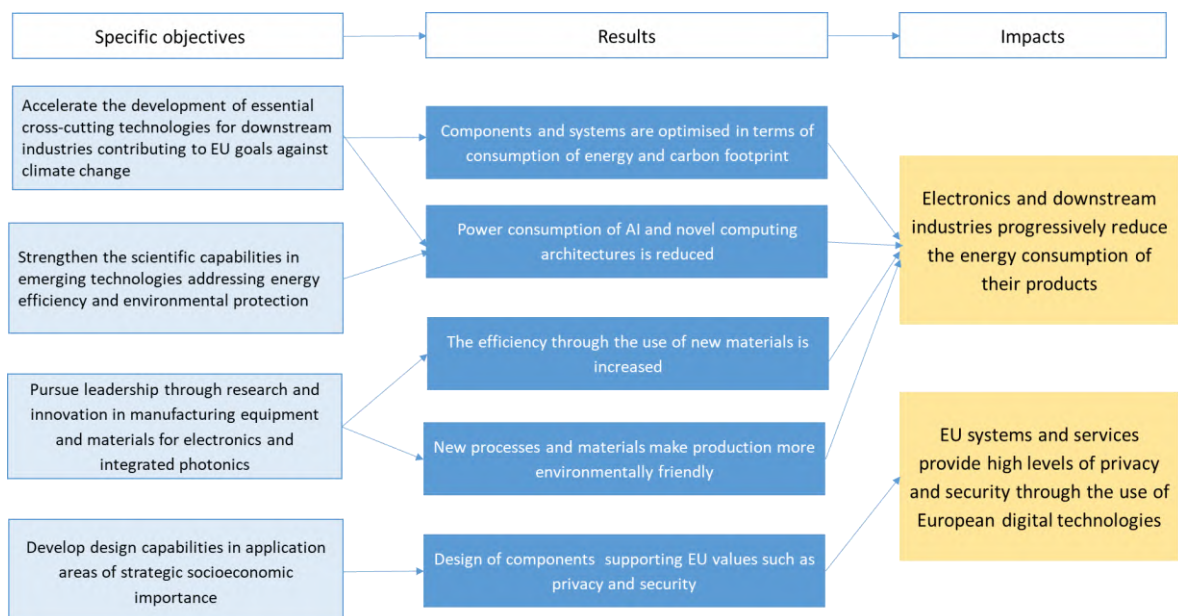 Specific objectives
Results
Impacts
Accelerate the development of essential
cross-cutting technologies for downstream
industries contributing to EU goals against
climate change
Strengthen the scientific capabilities in
emerging technologies addressing energy
efficiency and environmental protection
Pursue leadership through research and
innovation in manufacturing equipment
and materials for electronics and
integrated photonics
Develop design capabilities in application
areas of strategic socioeconomic
importance
Components and systems are optimised in terms of
consumption of energy and carbon footprint
Power consumption of AI and novel computing
architectures is reduced
The efficiency through the use of new materials is
increased
New processes and materials make production more
environmentally friendly
Design of components supporting EU values such as
privacy and security
Electronics and downstream
industries progressively reduce
the energy consumption of
their products
EU systems and services
provide high levels of privacy
and security through the use of
European digital technologies